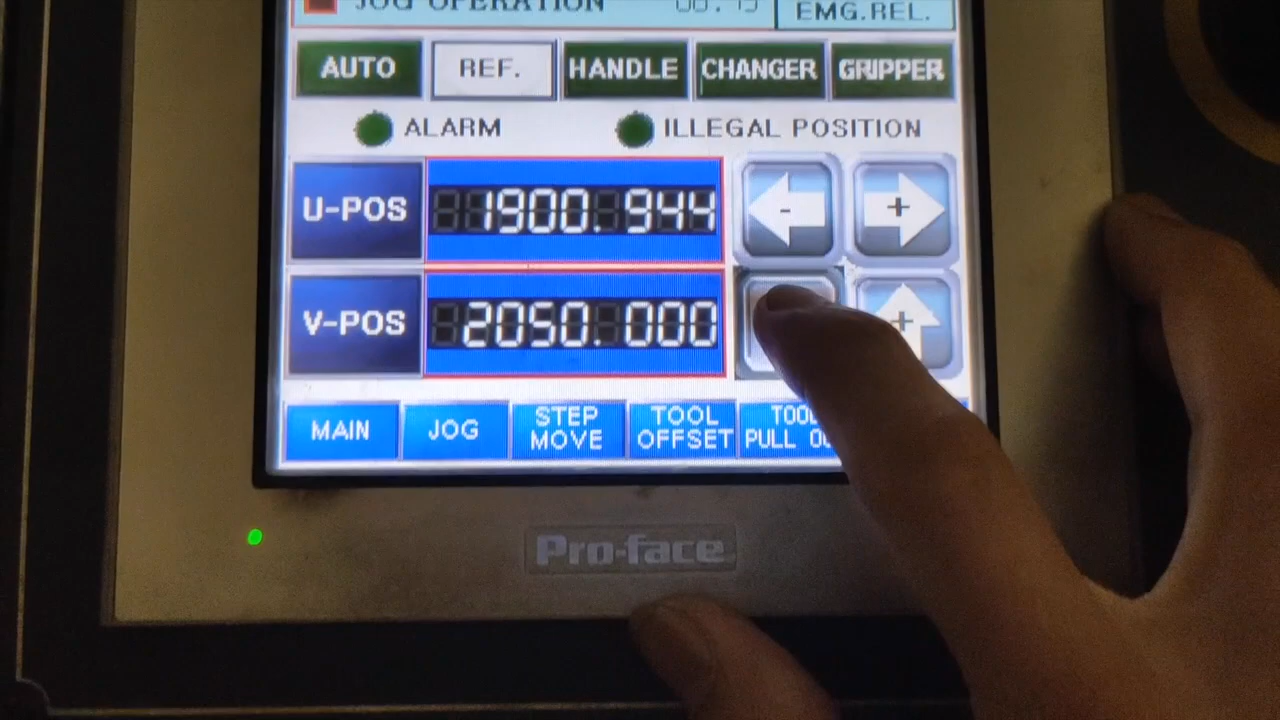 JOG OPERATION
EMG.REL.
AUTO REF. HANDLE CHANGER GRIPPER
ALARM ILLEGAL POSITION
U-POS 1900.944 - +
V-POS 2050.000 +
MAIN JOG STEP MOVE TOOL OFFSET TOOL PULL
Pro-face